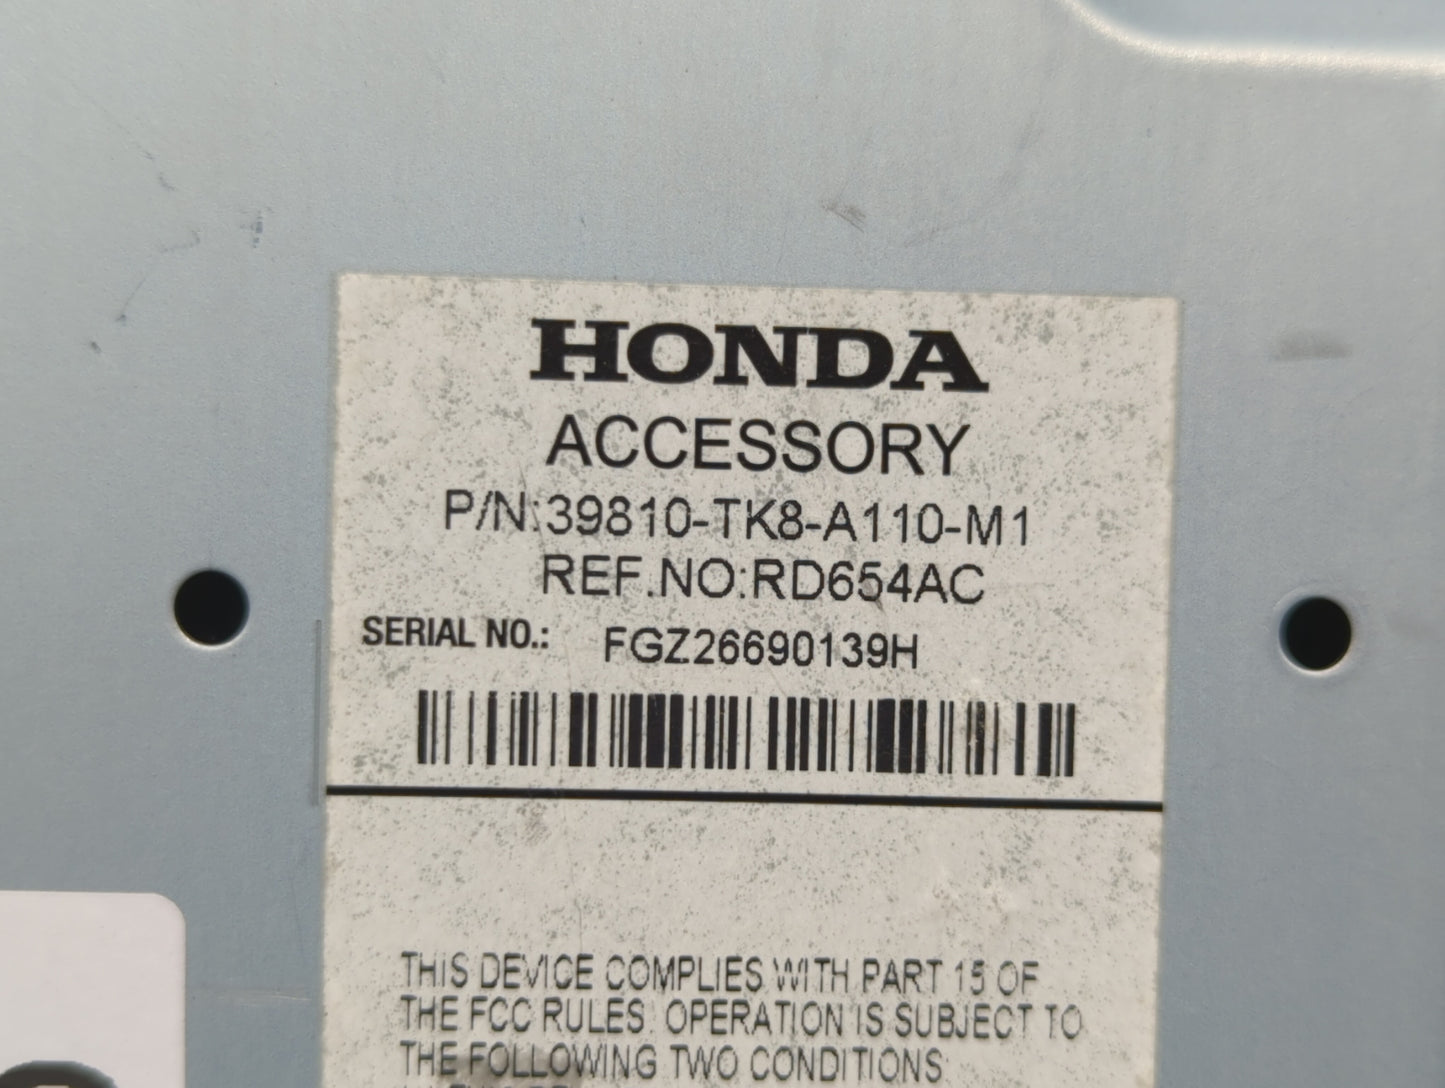 HONDA
ACCESSORY
P/N:39810-TK8-A110-M1
REF.NO:RD654AC
SERIAL NO.: FGZ26690139H
THIS DEVICE COMPLIES WITH PART 15 OF
THE FCC RULES. OPERATION IS SUBJECT TO
THE FOLLOWING TWO CONDITIONS